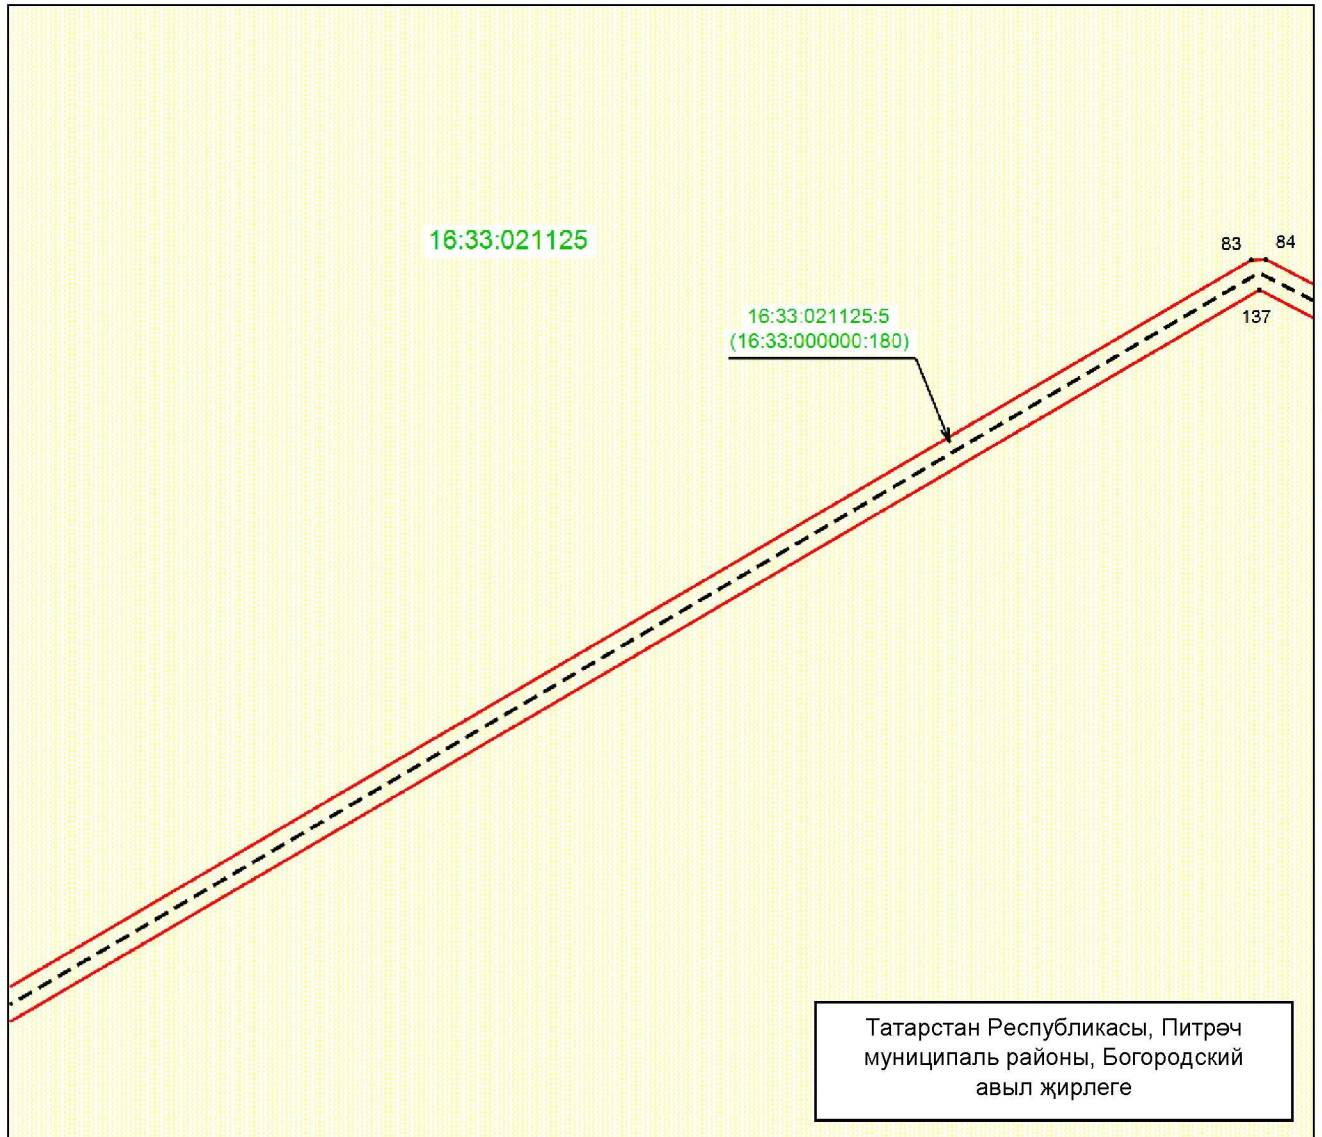 16:33:021125
83
84
16:33:021125:5
(16:33:000000:180)
137
Татарстан Республикасы, Питрәч
муниципаль районы, Богородский
авыл җирлеге